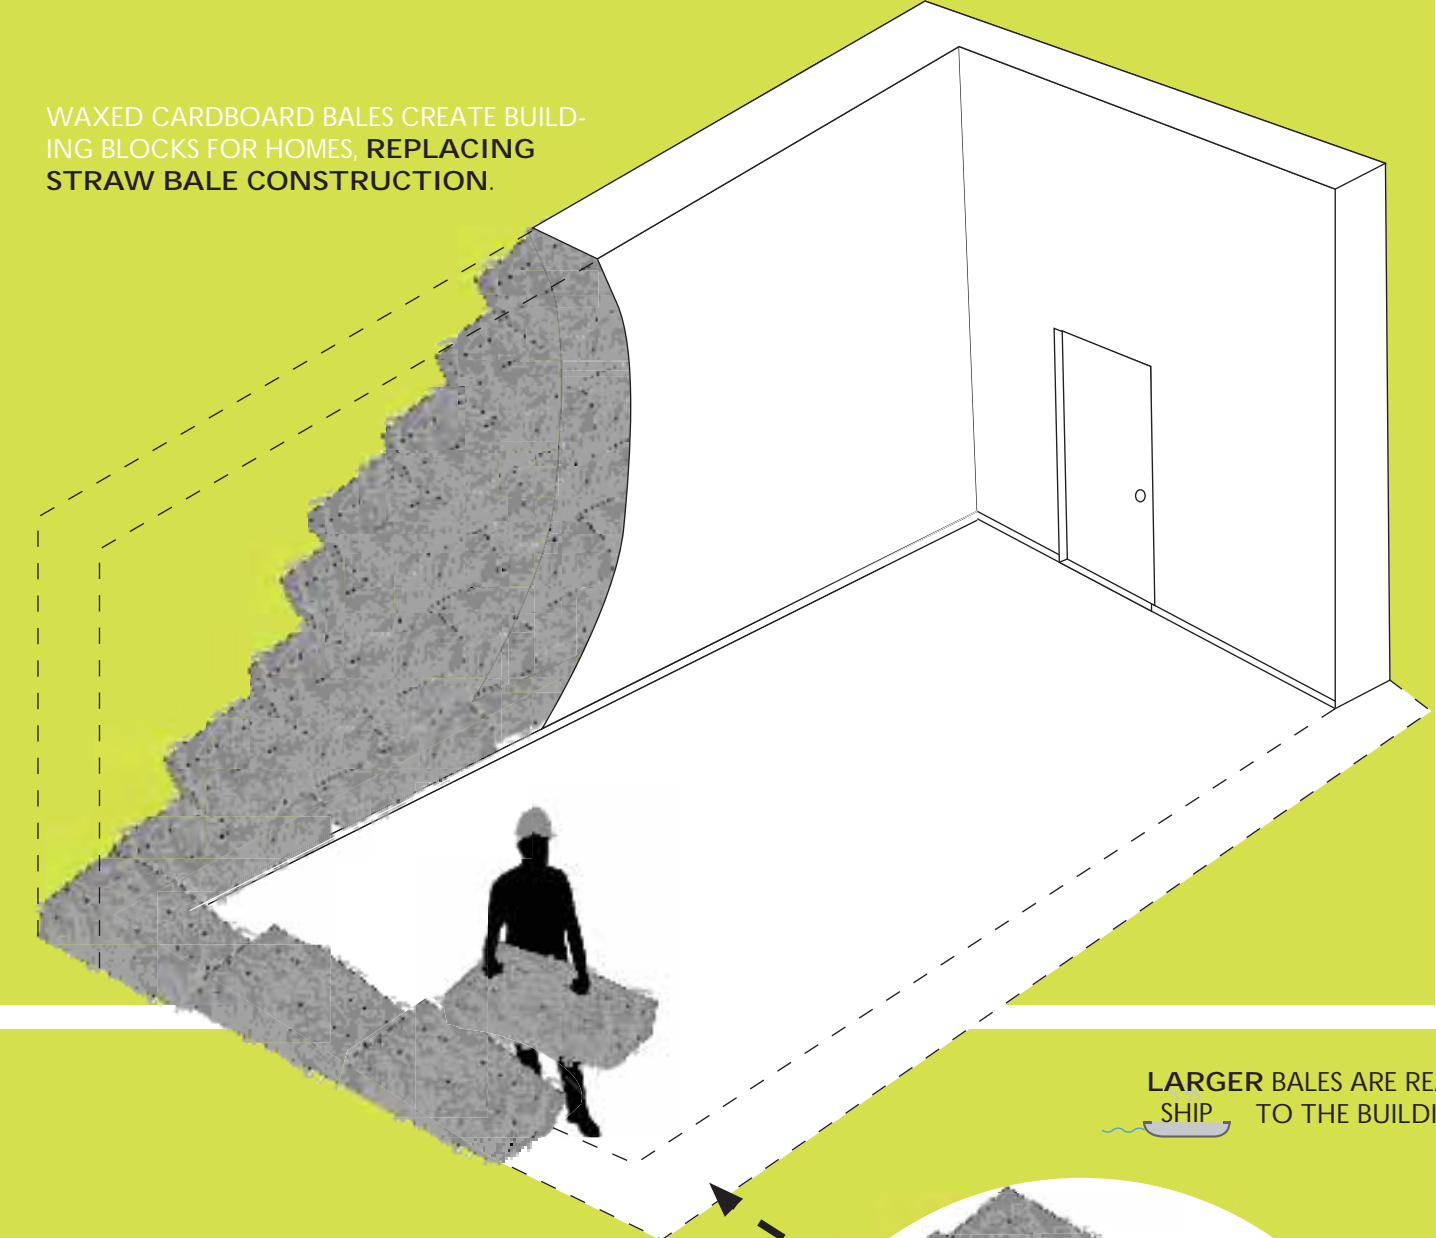 WAXED CARDBOARD BALES CREATE BUILD-
ING BLOCKS FOR HOMES, REPLACING
STRAW BALE CONSTRUCTION.
LARGER BALES ARE
SHIP TO THE